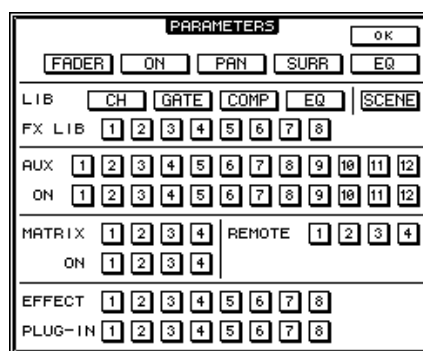 PARAMETERS
OK
FADER ON PAN SURR EQ
LIB CH GATE COMP EQ SCENE
FX LIB 1 2 3 4 5 6 7 8
AUX 1 2 3 4 5 6 7 8 9 10 11 12
ON 1 2 3 4 5 6 7 8 9 10 11 12
MATRIX 1 2 3 4 REMOTE 1 2 3 4
ON 1 2 3 4
EFFECT 1 2 3 4 5 6 7 8
PLUG-IN 1 2 3 4 5 6 7 8